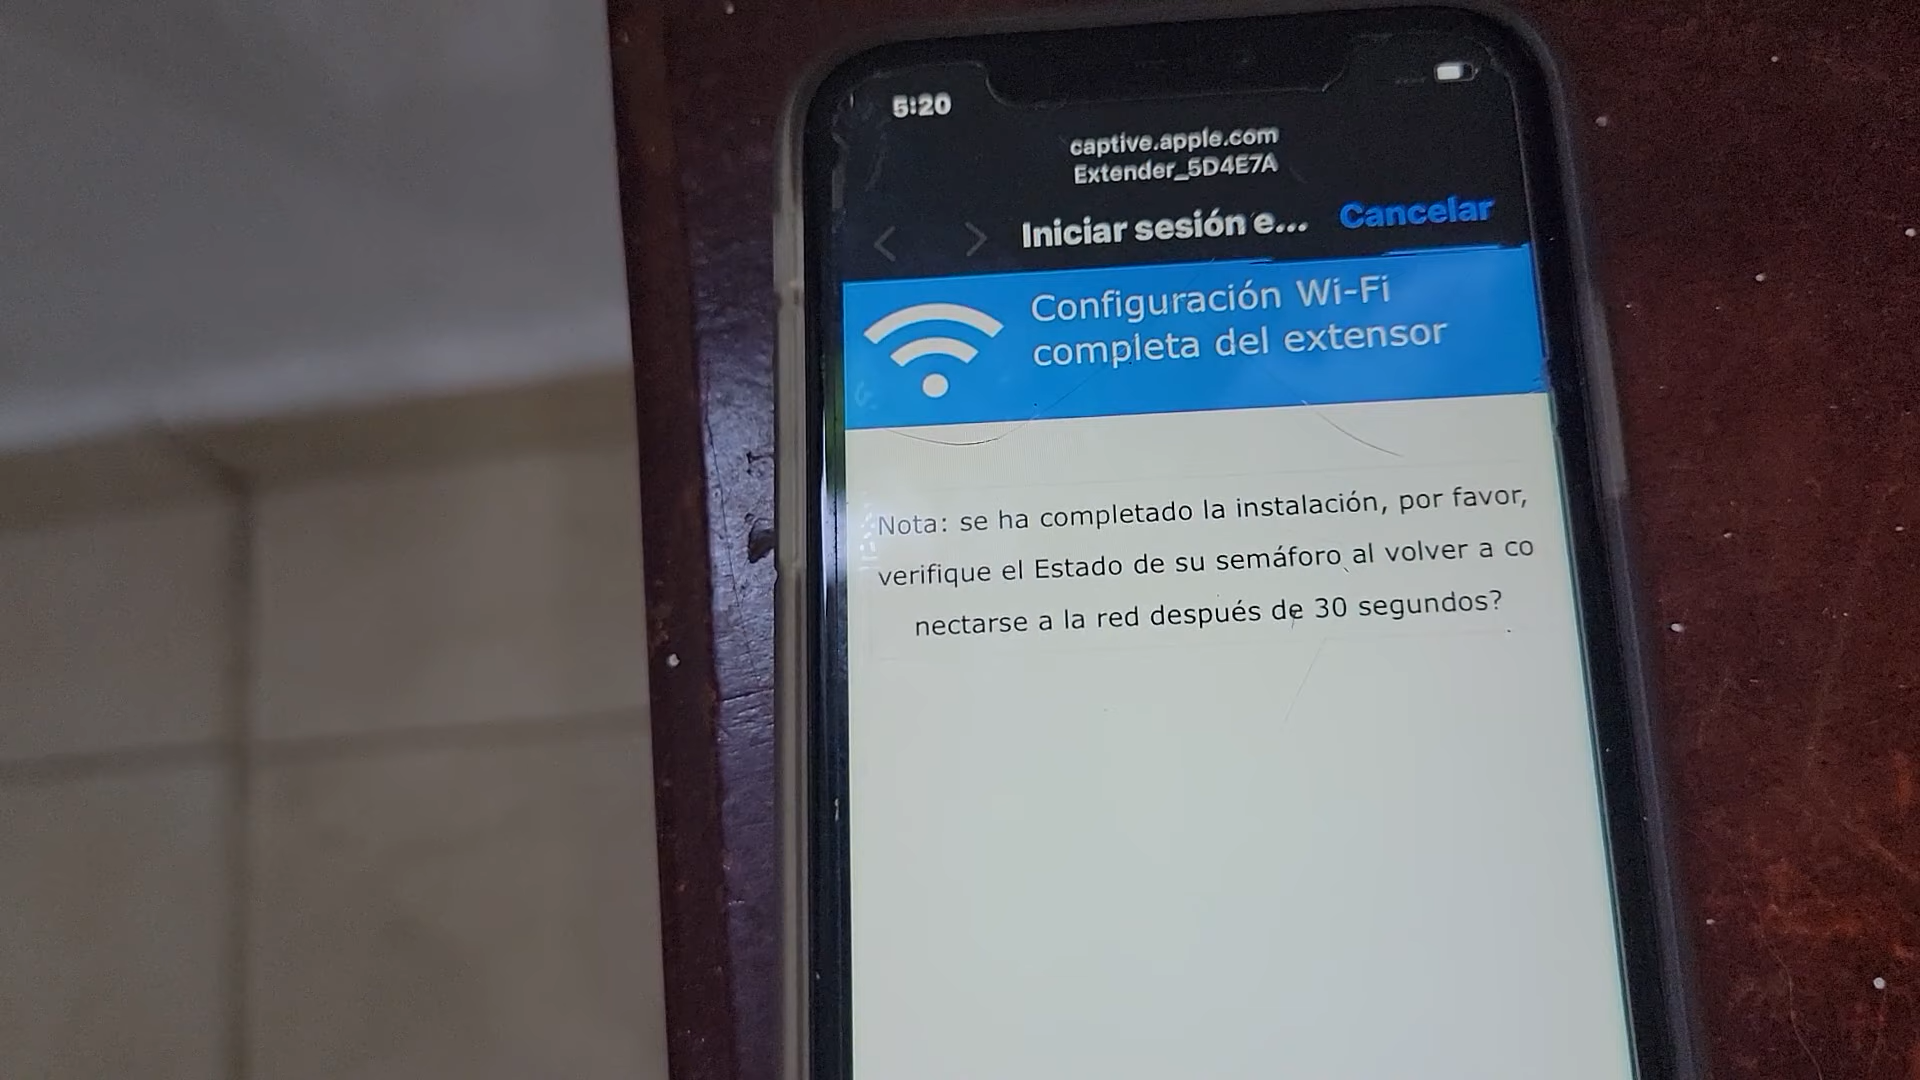 5:20
captive.apple.com
Extender_5D4E7A
Iniciar sesión e...
Cancelar
Configuración Wi-Fi
completa del extensor
Nota: se ha completado la instalación, por favor,
verifique el Estado de su semáforo al volver a co
nectarse a la red después de 30 segundos?